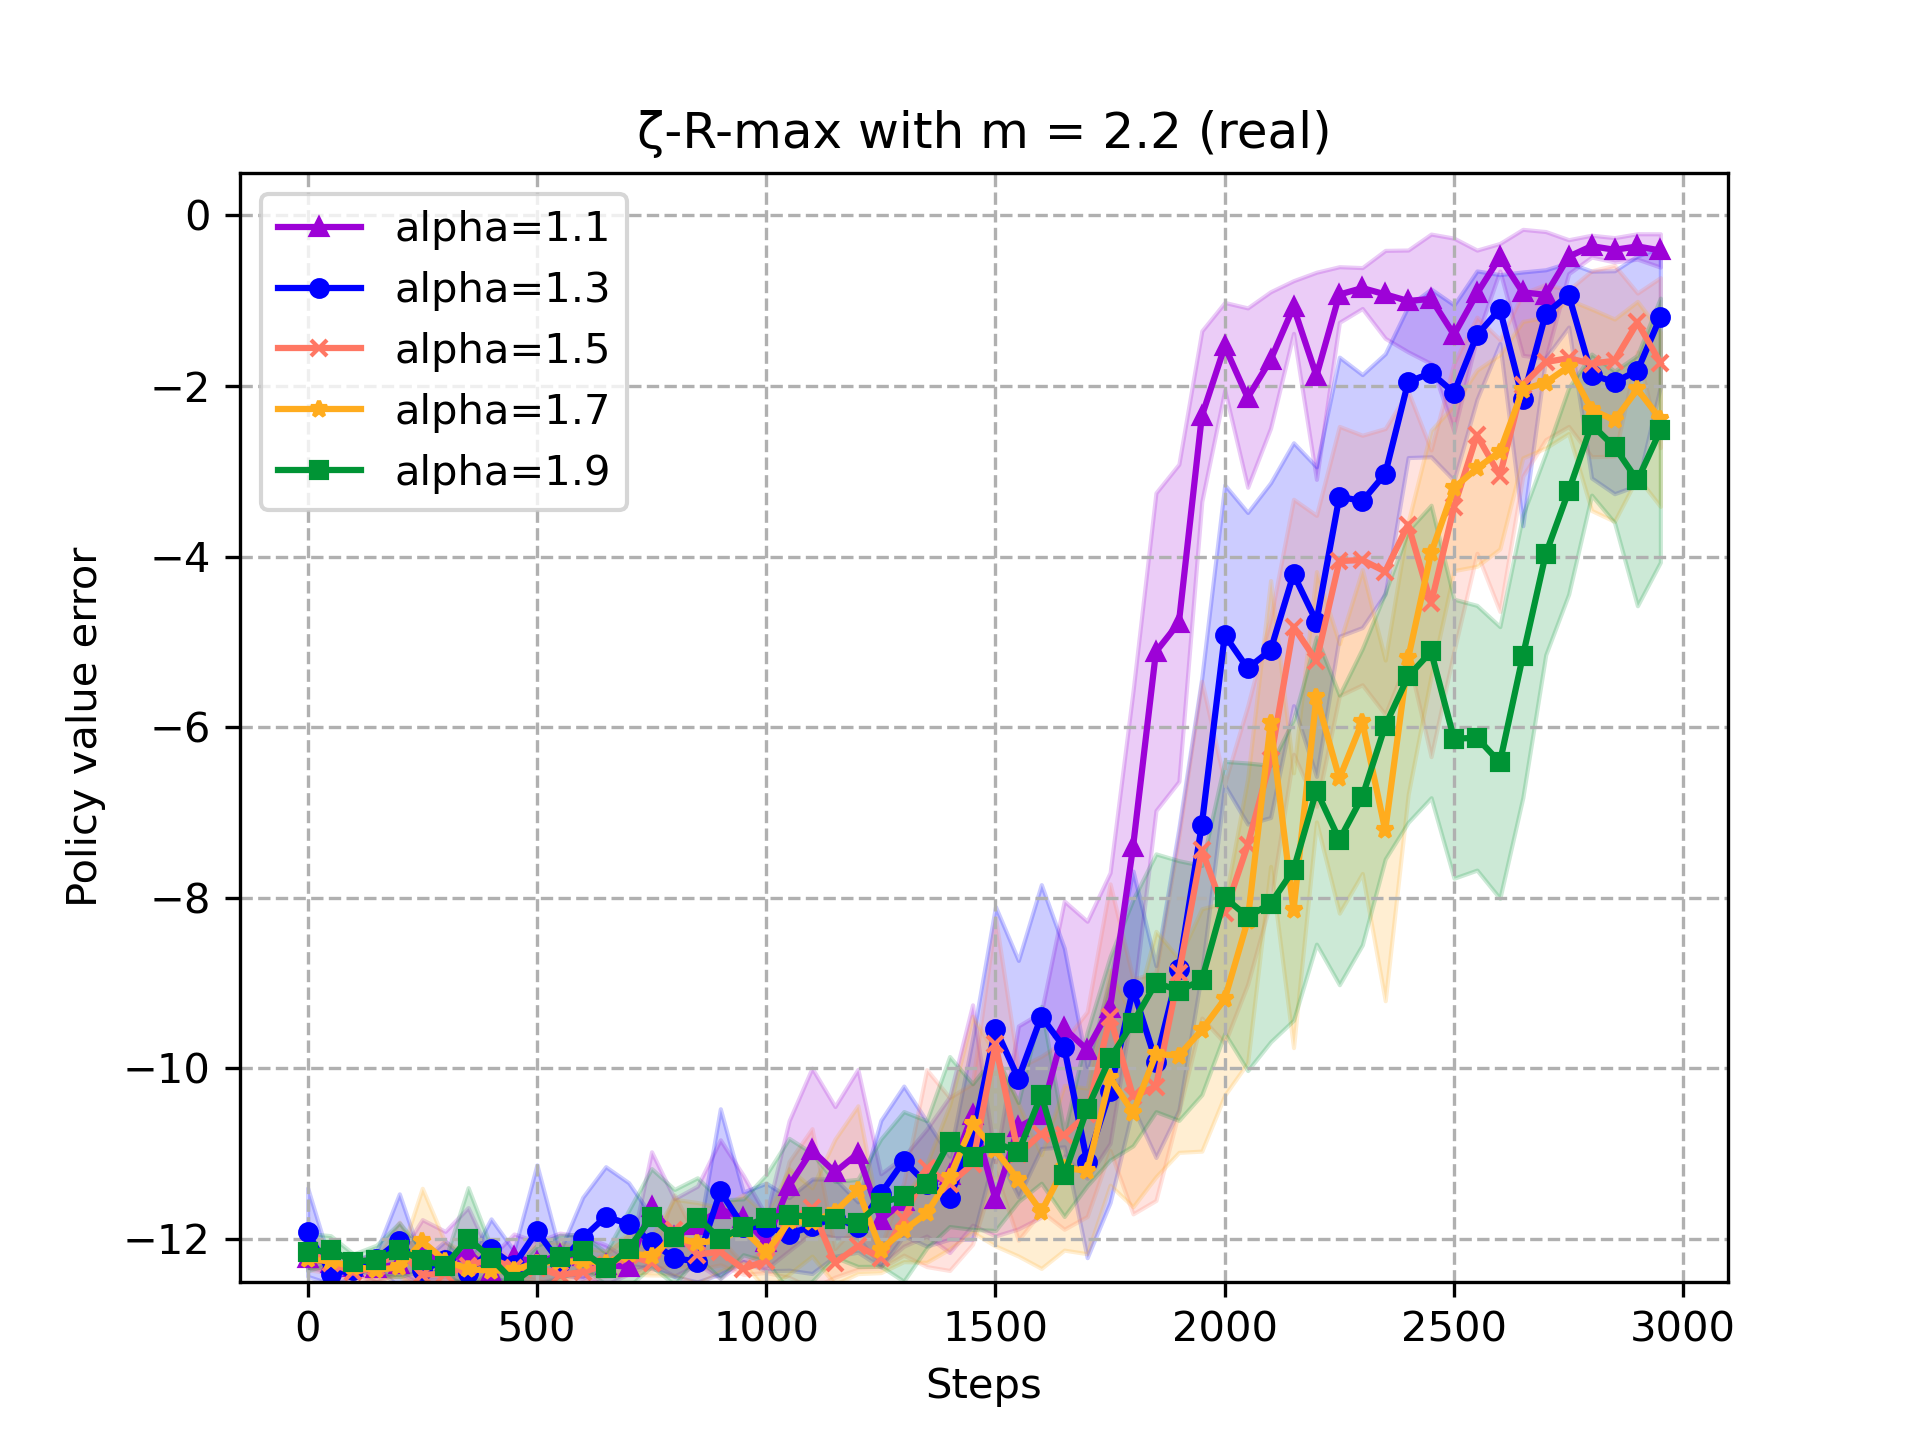 ζ-R-max with m = 2.2 (real)
alpha=1.1
alpha=1.3
alpha=1.5
alpha=1.7
alpha=1.9
Policy value error
0
−2
−4
−6
−8
−10
−12
0 500 1000 1500 2000 2500 3000
Steps